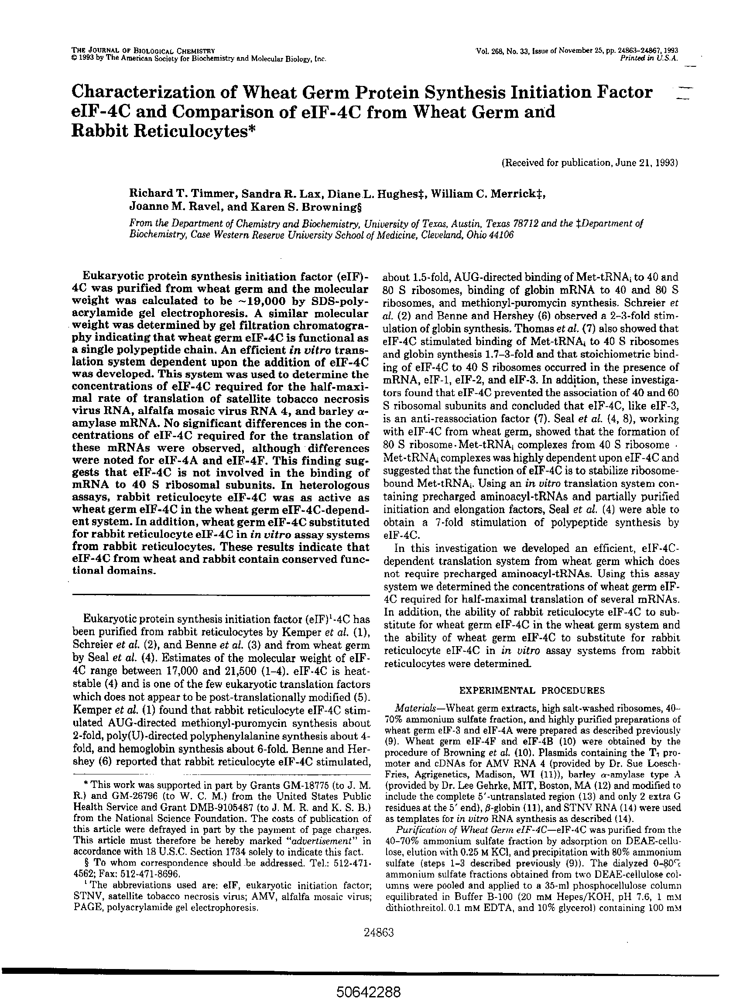 THE JOURNAL OF BIOLOGICAL CHEMISTRY
© 1993 by The American Society for Biochemistry and Molecular Biology, Inc.
Vol. 268, No. 33, Issue of November 25, pp. 24863-24867, 1993
Printed in U.S.A.
Characterization of Wheat Germ Protein Synthesis Initiation Factor
eIF-4C and Comparison of eIF-4C from Wheat Germ and
Rabbit Reticulocytes*
(Received for publication, June 21, 1993)
Richard T. Timmer, Sandra R. Lax, Diane L. Hughes‡, William C. Merrick‡,
Joanne M. Ravel, and Karen S. Browning§
From the Department of Chemistry and Biochemistry, University of Texas, Austin, Texas 78712 and the ‡Department of
Biochemistry, Case Western Reserve University School of Medicine, Cleveland, Ohio 44106
Eukaryotic protein synthesis initiation factor (eIF)-
4C was purified from wheat germ and the molecular
weight was calculated to be ~19,000 by SDS-poly-
acrylamide gel electrophoresis. A similar molecular
weight was determined by gel filtration chromatogra-
phy indicating that wheat germ eIF-4C is functional as
a single polypeptide chain. An efficient in vitro trans-
lation system dependent upon the addition of eIF-4C
was developed. This system was used to determine the
concentrations of eIF-4C required for the half-maxi-
mal rate of translation of satellite tobacco necrosis
virus RNA, alfalfa mosaic virus RNA 4, and barley α-
amylase mRNA. No significant differences in the con-
centrations of eIF-4C required for the translation of
these mRNAs were observed, although differences
were noted for eIF-4A and eIF-4F. This finding sug-
gests that eIF-4C is not involved in the binding of
mRNA to 40 S ribosomal subunits. In heterologous
assays, rabbit reticulocyte eIF-4C was as active as
wheat germ eIF-4C in the wheat germ eIF-4C-depend-
ent system. In addition, wheat germ eIF-4C substituted
for rabbit reticulocyte eIF-4C in in vitro assay systems
from rabbit reticulocytes. These results indicate that
eIF-4C from wheat and rabbit contain conserved func-
tional domains.
Eukaryotic protein synthesis initiation factor (eIF)¹-4C has
been purified from rabbit reticulocytes by Kemper et al. (1),
Schreier et al. (2), and Benne et al. (3) and from wheat germ
by Seal et al. (4). Estimates of the molecular weight of eIF-
4C range between 17,000 and 21,500 (1-4). eIF-4C is heat-
stable (4) and is one of the few eukaryotic translation factors
which does not appear to be post-translationally modified (5).
Kemper et al. (1) found that rabbit reticulocyte eIF-4C stim-
ulated AUG-directed methionyl-puromycin synthesis about
2-fold, poly(U)-directed polyphenylalanine synthesis about 4-
fold, and hemoglobin synthesis about 6-fold. Benne and Her-
shey (6) reported that rabbit reticulocyte eIF-4C stimulated,
* This work was support in part by Grants GM-18775 (to J. M.
R.) and GM-26796 (to W. C. M.) from the United States Public
Health Service and Grant DMB-9105487 (to J. M. R. and K. S. B.)
from the National Science Foundation. The costs of publication of
this article were defrayed in part by the payment of page charges.
This article must therefore be hereby marked "advertisement" in
accordance with 18 U.S.C. Section 1734 solely to indicate this fact.
§ To whom correspondence should be addressed. Tel.: 512-471-
4562; Fax: 512-471-8696.
¹ The abbreviations used are: eIF, eukaryotic initiation factor;
STNV, satellite tobacco necrosis virus; AMV, alfalfa mosaic virus;
PAGE, polyacrylamide gel electrophoresis.
about 1.5-fold, AUG-directed binding of Met-tRNAi to 40 and
80 S ribosomes, binding of globin mRNA to 40 and 80 S
ribosomes, and methionyl-puromycin synthesis. Schreier et
al. (2) and Benne and Hershey (6) observed a 2-3-fold stim-
ulation of globin synthesis. Thomas et al. (7) also showed that
eIF-4C stimulated binding of Met-tRNAi to 40 S ribosomes
and globin synthesis 1.7-3-fold and that stoichiometric bind-
ing of eIF-4C to 40 S ribosomes occurred in the presence of
mRNA, eIF-1, eIF-2, and eIF-3. In addition, these investiga-
tors found that eIF-4C prevented the association of 40 and 60
S ribosomal subunits and concluded that eIF-4C, like eIF-3,
is an anti-reassociation factor (7). Seal et al. (4, 8), working
with eIF-4C from wheat germ, showed that the formation of
80 S ribosome·Met-tRNAi complexes from 40 S ribosome ·
Met-tRNAi complexes was highly dependent upon eIF-4C and
suggested that the function of eIF-4C is to stabilize ribosome-
bound Met-tRNAi. Using an in vitro translation system con-
taining precharged aminoacyl-tRNAs and partially purified
initiation and elongation factors, Seal et al. (4) were able to
obtain a 7-fold stimulation of polypeptide synthesis by
eIF-4C.
In this investigation we developed an efficient, eIF-4C-
dependent translation system from wheat germ which does
not require precharged aminoacyl-tRNAs. Using this assay
system we determined the concentrations of wheat germ eIF-
4C required for half-maximal translation of several mRNAs.
In addition, the ability of rabbit reticulocyte eIF-4C to sub-
stitute for wheat germ eIF-4C in the wheat germ system and
the ability of wheat germ eIF-4C to substitute for rabbit
reticulocyte eIF-4C in in vitro assay systems from rabbit
reticulocytes were determined.
EXPERIMENTAL PROCEDURES
Materials—Wheat germ extracts, high salt-washed ribosomes, 40-
70% ammonium sulfate fraction, and highly purified preparations of
wheat germ eIF-3 and eIF-4A were prepared as described previously
(9). Wheat germ eIF-4F and eIF-4B (10) were obtained by the
procedure of Browning et al. (10). Plasmids containing the T₇ pro-
moter and cDNAs for AMV RNA 4 (provided by Dr. Sue Loesch-
Fries, Agrigenetics, Madison, WI (11)), barley α-amylase type A
(provided by Dr. Lee Gehrke, MIT, Boston, MA (12) and modified to
include the complete 5′-untranslated region (13) and only 2 extra G
residues at the 5′ end), β-globin (11), and STNV RNA (14) were used
as templates for in vitro RNA synthesis as described (14).
Purification of Wheat Germ eIF-4C—eIF-4C was purified from the
40-70% ammonium sulfate fraction by adsorption on DEAE-cellu-
lose, elution with 0.25 M KCl, and precipitation with 80% ammonium
sulfate (steps 1-3 described previously (9)). The dialyzed 0-80%
ammonium sulfate fractions obtained from two DEAE-cellulose col-
umns were pooled and applied to a 35-ml phosphocellulose column
equilibrated in Buffer B-100 (20 mM Hepes/KOH, pH 7.6, 1 mM
dithiothreitol, 0.1 mM EDTA, and 10% glycerol) containing 100 mM
24863
50642288